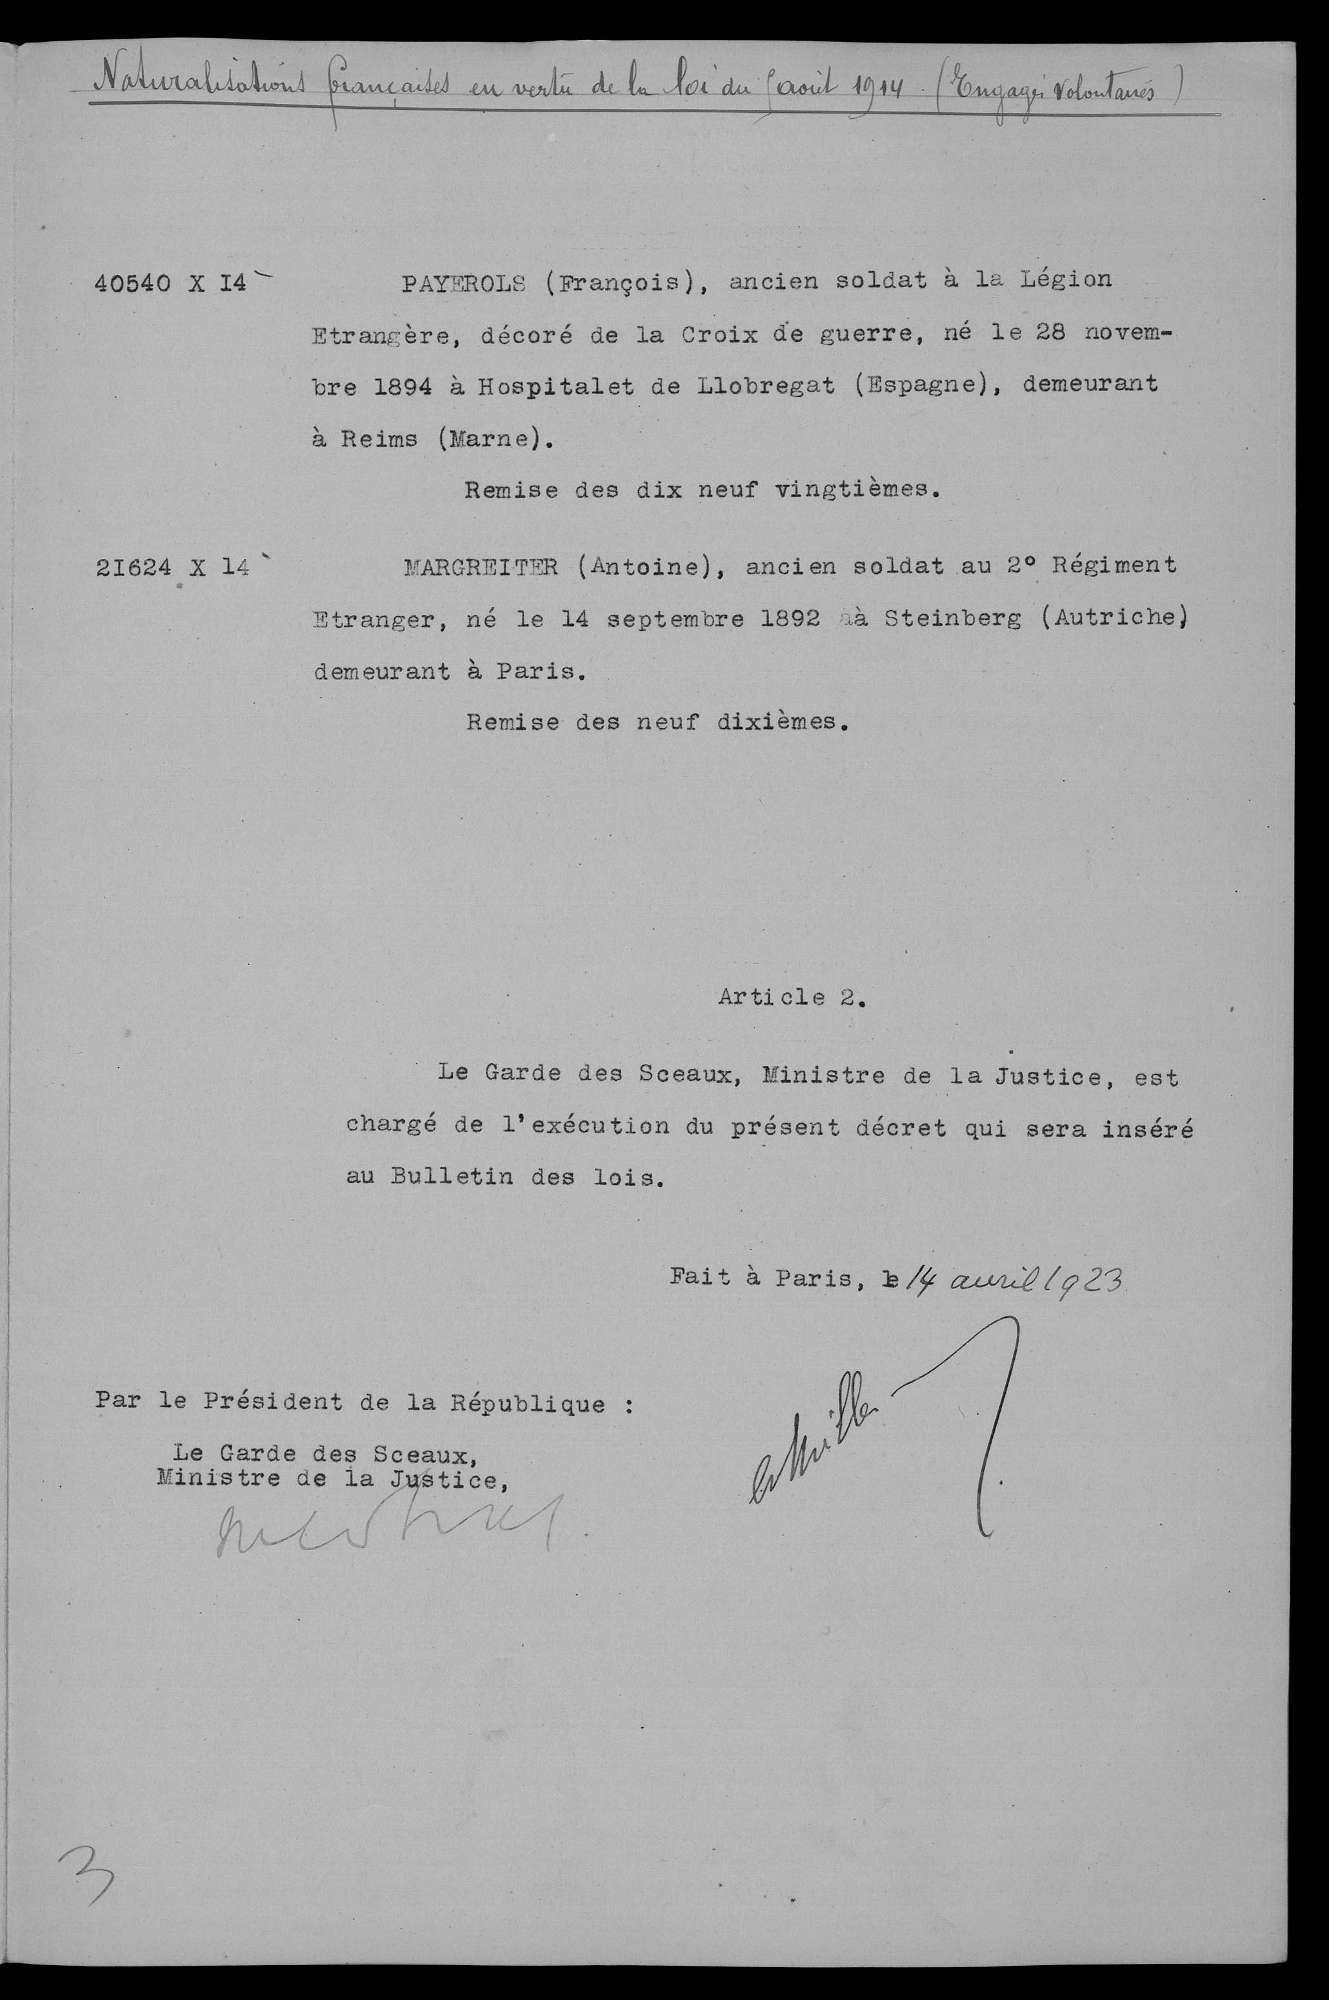 Naturalisations françaises en vertu de la loi du 5 août 1914. (Engagés Volontaires)
40540 X I4 PAYEROLS (François), ancien soldat à la Légion
Etrangère, décoré de la Croix de guerre, né le 28 novem-
bre 1894 à Hospitalet de Llobregat (Espagne), demeurant
à Reims (Marne).
Remise des dix neuf vingtièmes.
2I624 X 14 MARGREITER (Antoine), ancien soldat au 2° Régiment
Etranger, né le 14 septembre 1892 à Steinberg (Autriche)
demeurant à Paris.
Remise des neuf dixièmes.
Article 2.
Le Garde des Sceaux, Ministre de la Justice, est
chargé de l'exécution du présent décret qui sera inséré
au Bulletin des lois.
Fait à Paris, le 14 avril 1923
Par le Président de la République :
Le Garde des Sceaux,
Ministre de la Justice,
3